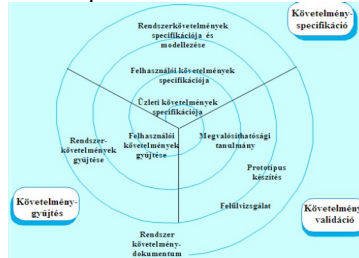 Rendszerkövetelmények
specifikációja és
modellezése
Követelmény-
specifikáció
Felhasználói követelmények
specifikációja
Üzleti követelmények
specifikációja
Rendszer-
követelmények
gyűjtése
Felhasználói
követelmények
gyűjtése
Megvalósíthatósági
tanulmány
Prototípus
készítés
Felülvizsgálat
Követelmény-
gyűjtés
Követelmény
validáció
Rendszer
követelmény-
dokumentum